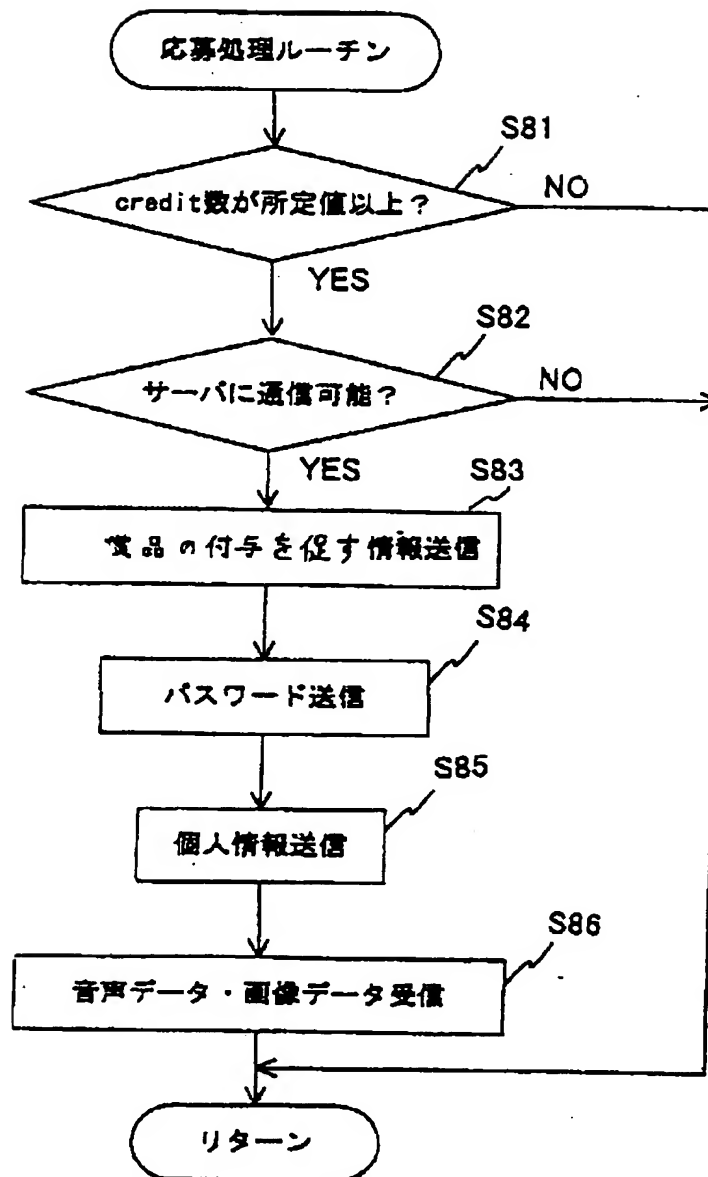 応募処理ルーチン
S81
credit数が所定値以上？
NO
YES
S82
サーバに通信可能？
NO
YES
S83
賞品の付与を促す情報送信
S84
パスワード送信
S85
個人情報送信
S86
音声データ・画像データ受信
リターン